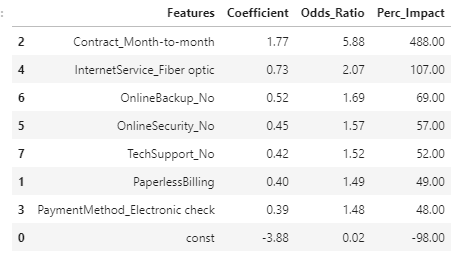 Features Coefficient Odds_Ratio Perc_Impact
2 Contract_Month-to-month 1.77 5.88 488.00
4 InternetService_Fiber optic 0.73 2.07 107.00
6 OnlineBackup_No 0.52 1.69 69.00
5 OnlineSecurity_No 0.45 1.57 57.00
7 TechSupport_No 0.42 1.52 52.00
1 PaperlessBilling 0.40 1.49 49.00
3 PaymentMethod_Electronic check 0.39 1.48 48.00
0 const -3.88 0.02 -98.00